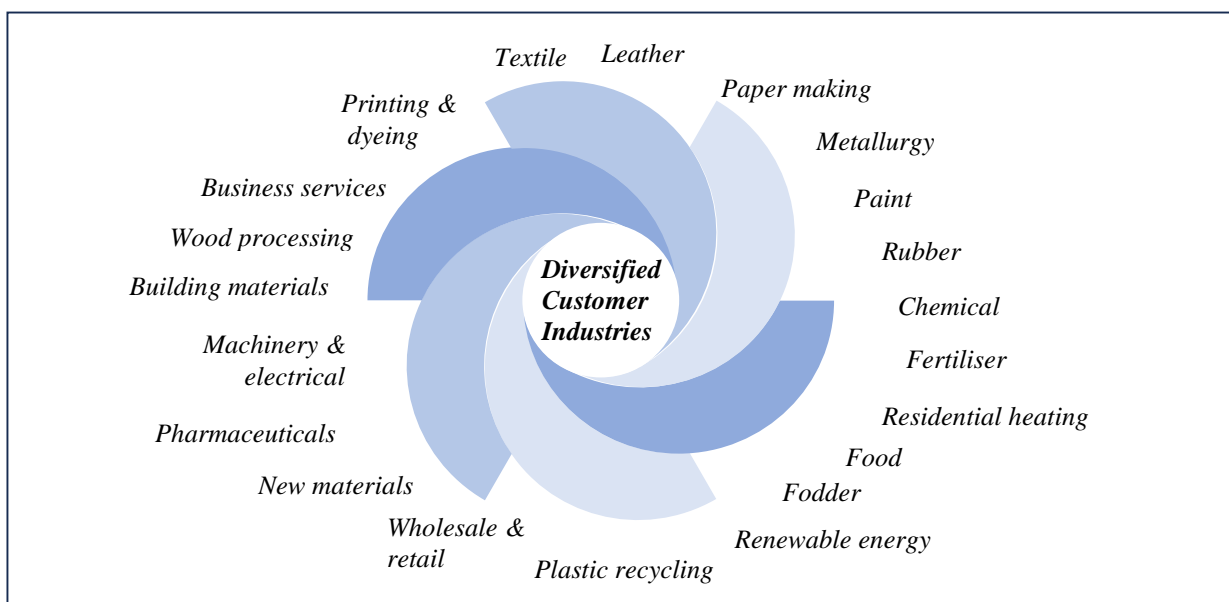 Textile
Leather
Paper making
Metallurgy
Paint
Rubber
Chemical
Fertiliser
Residential heating
Food
Fodder
Renewable energy
Plastic recycling
Wholesale &
retail
New materials
Pharmaceuticals
Machinery &
electrical
Building materials
Wood processing
Business services
Printing &
dyeing
Diversified
Customer
Industries